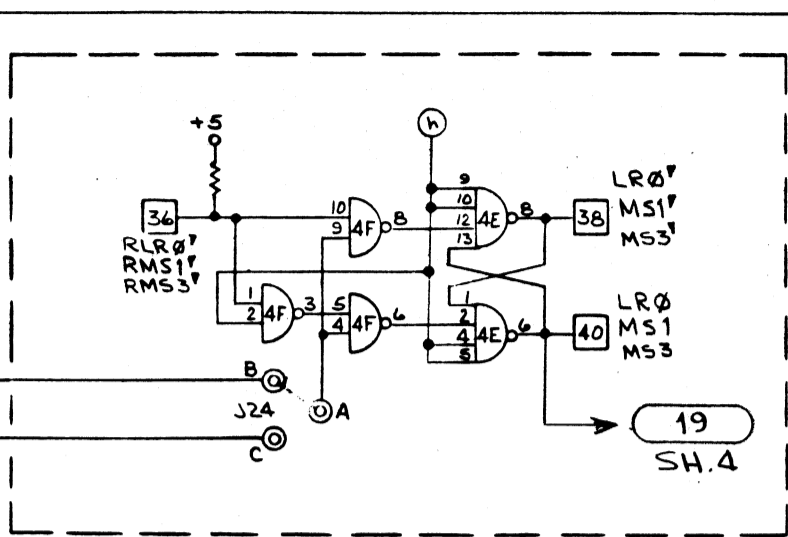 +5
h
36
RLRØ'
RMS1'
RMS3'
10
9
4F
8
9
10
12
13
4E
8
38
LRØ'
MS1'
MS3'
1
2
4F
3
5
4
4F
6
1
2
4
5
4E
6
40
LRØ
MS1
MS3
B
J24
A
C
19
SH.4